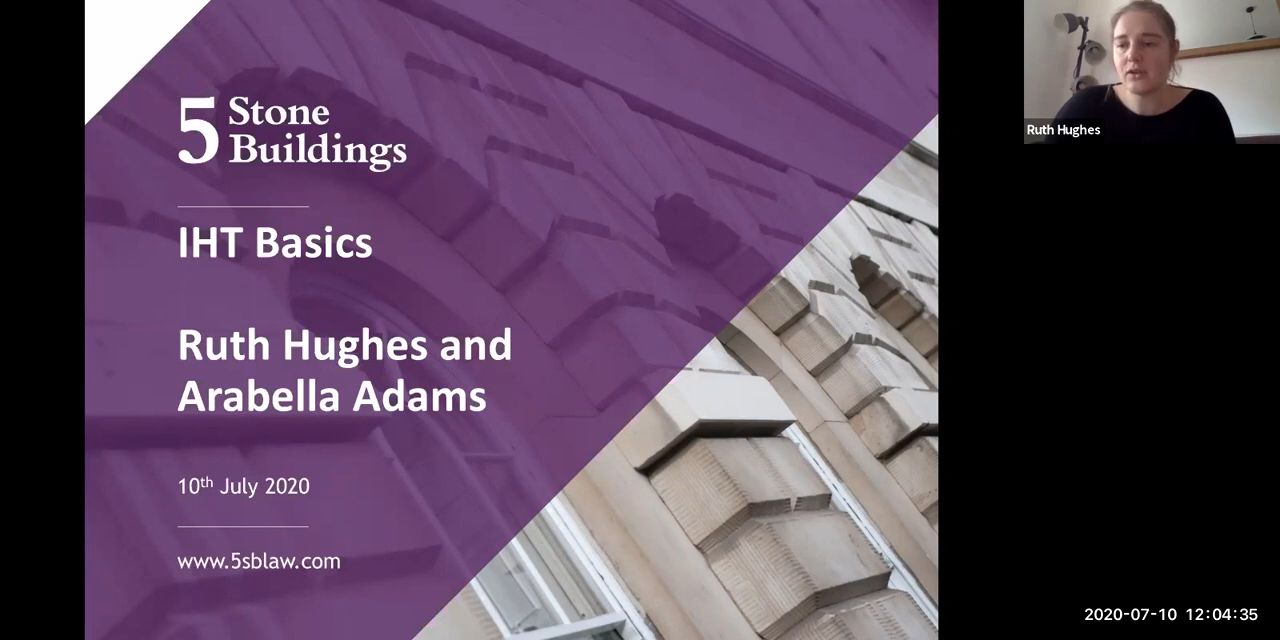 5 Stone
Buildings
IHT Basics
Ruth Hughes and
Arabella Adams
10th July 2020
www.5sblaw.com
Ruth Hughes
2020-07-10 12:04:35